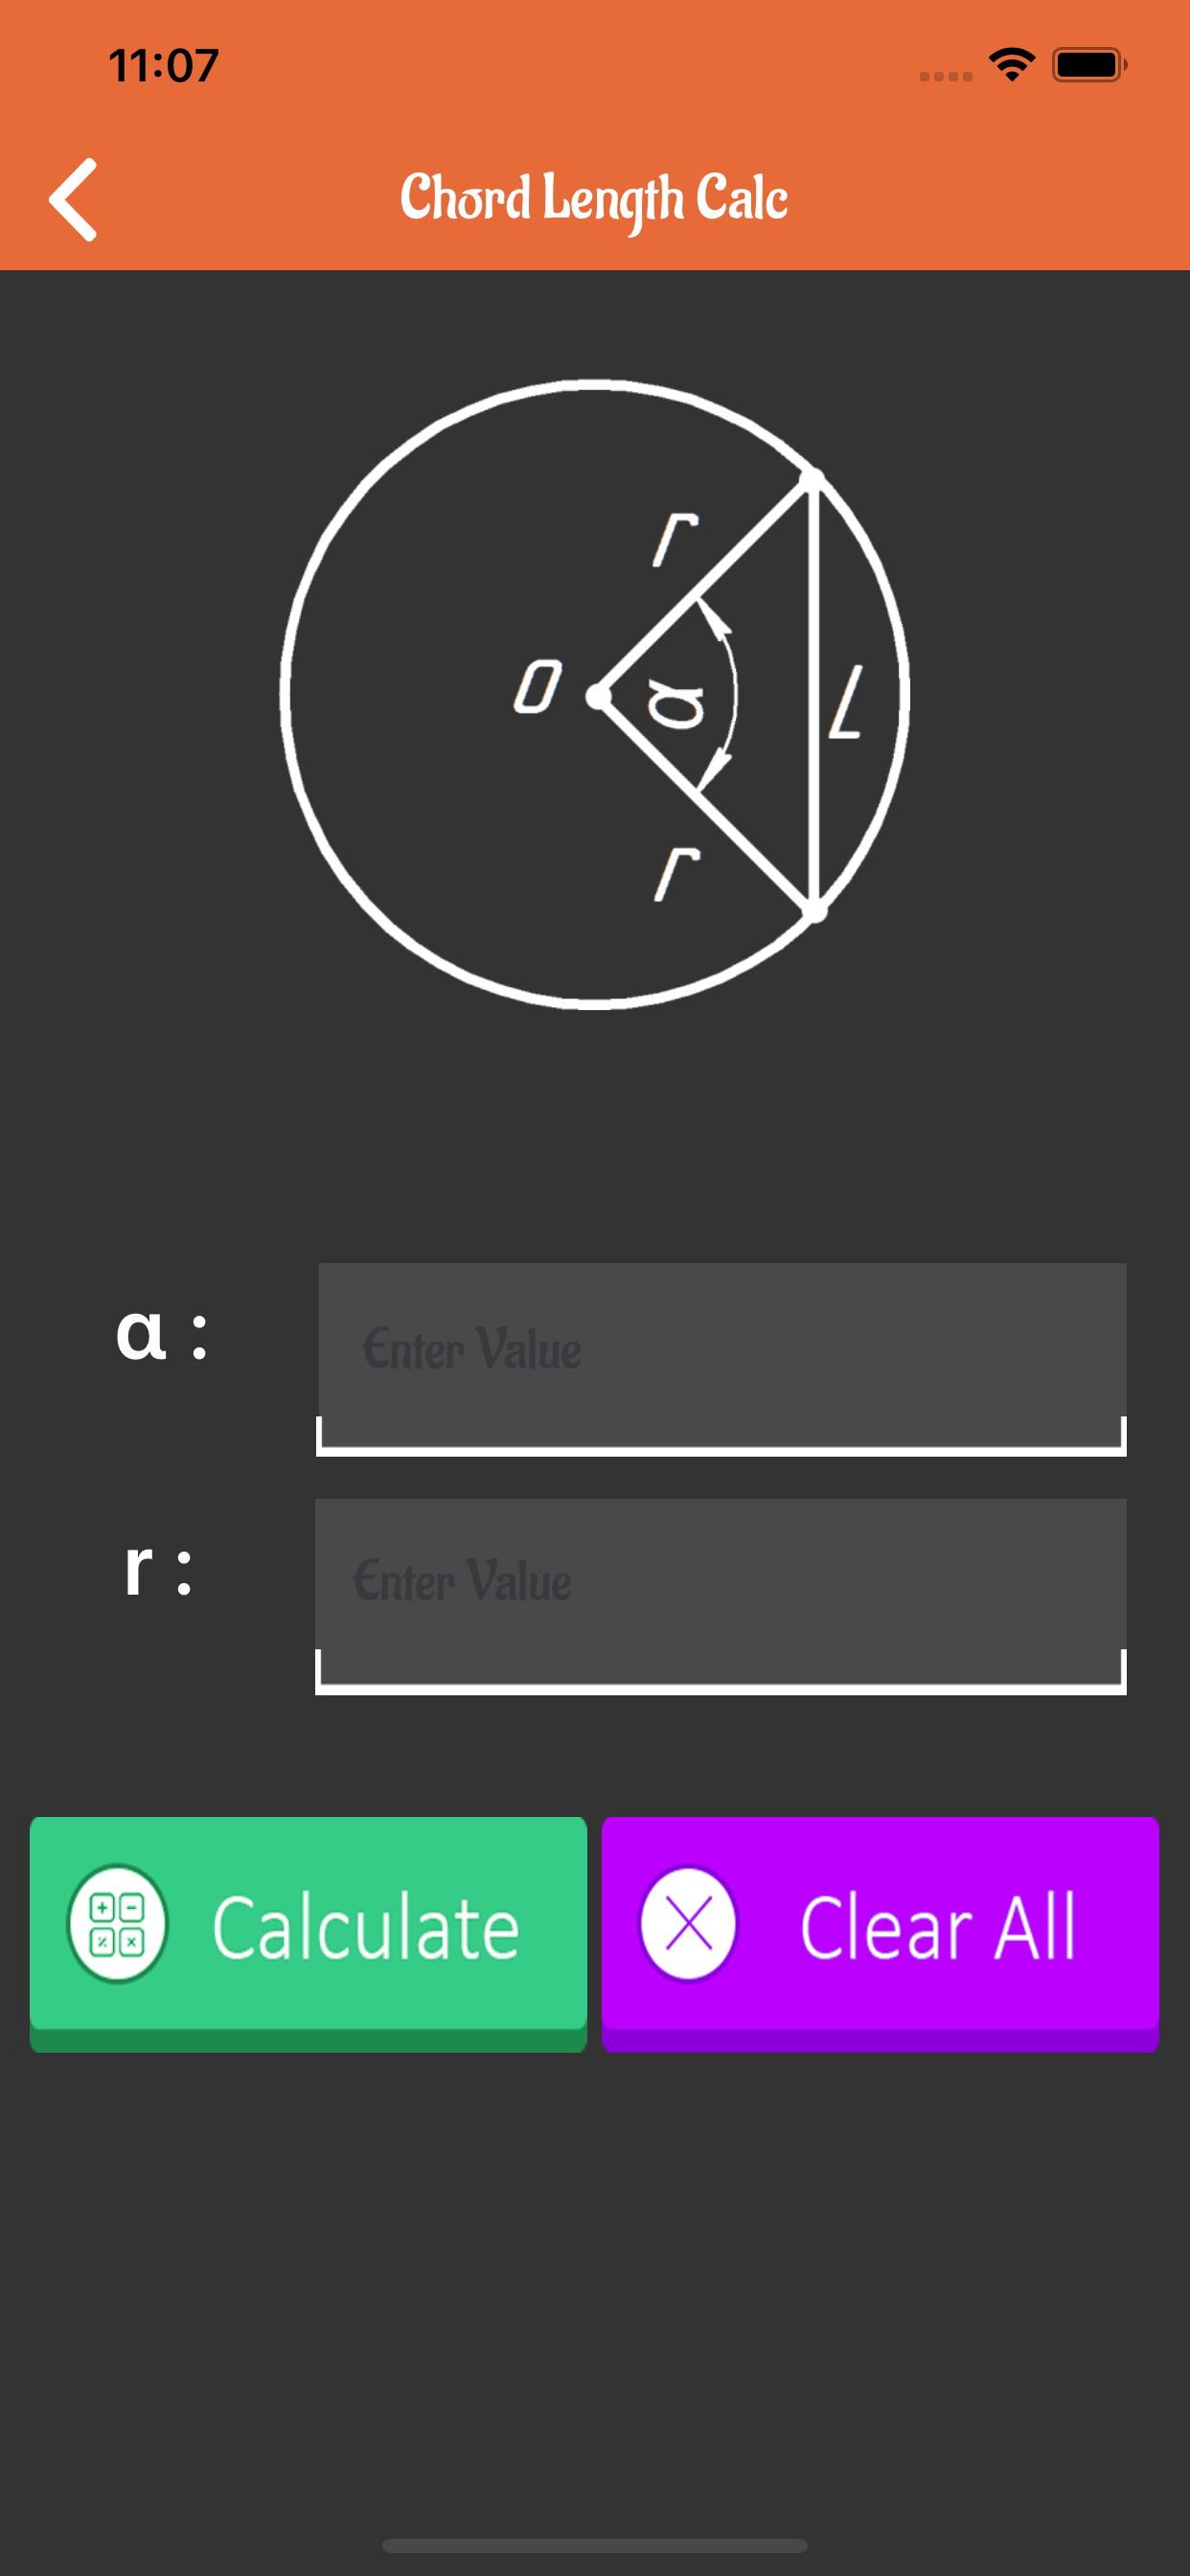 11:07
Chord Length Calc
r
O
α
L
r
α :
Enter Value
r :
Enter Value
Calculate
Clear All